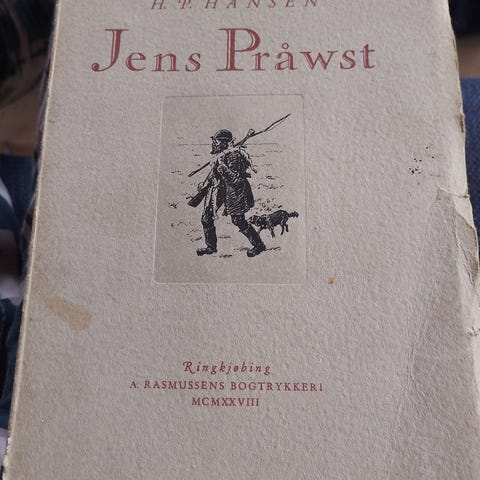 H. P. HANSEN
Jens Pråwst
Ringkjøbing
A. RASMUSSENS BOGTRYKKERI
MCMXXVIII